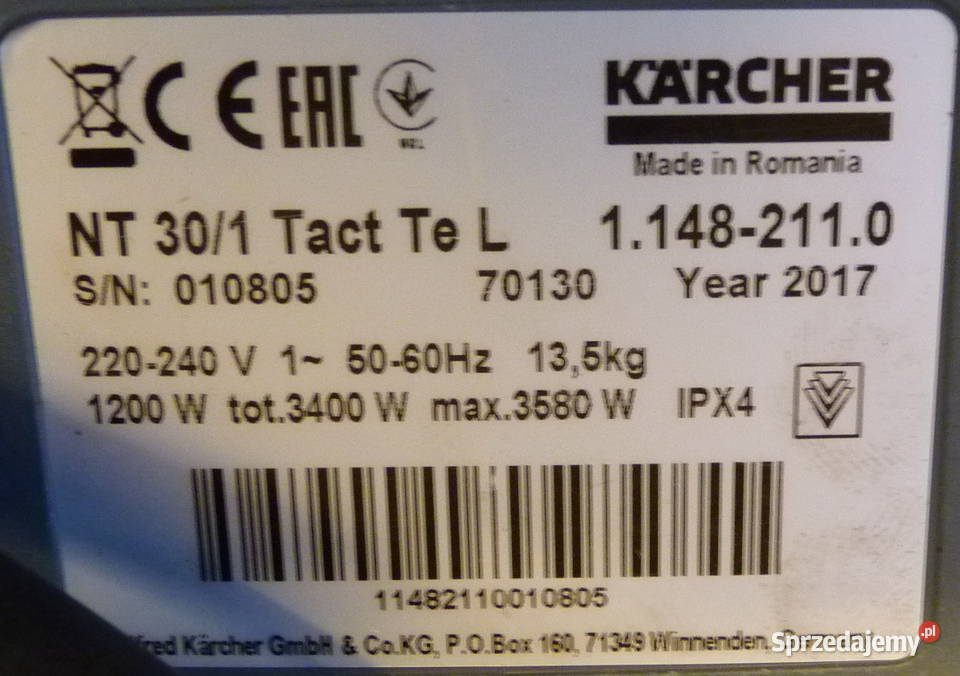 CE EAC
KÄRCHER
Made in Romania
NT 30/1 Tact Te L 1.148-211.0
S/N: 010805 70130 Year 2017
220-240 V 1~ 50-60Hz 13,5kg
1200 W tot.3400 W max.3580 W IPX4
11482110010805
Kärcher GmbH & Co.KG, P.O.Box 160, 71349 Winnenden,
Sprzedajemy.pl